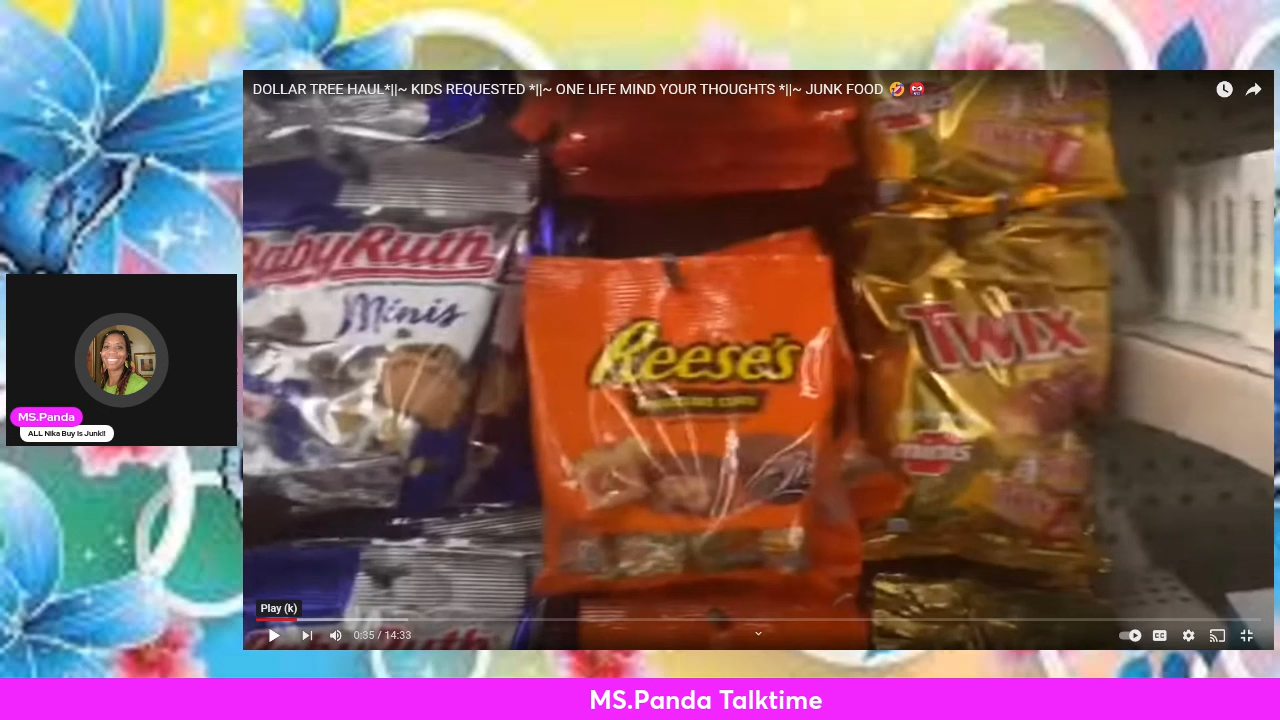 DOLLAR TREE HAUL*||~ KIDS REQUESTED *||~ ONE LIFE MIND YOUR THOUGHTS *||~ JUNK FOOD 🤣
BabyRuth
Minis
Reese's
TWIX
MINIS
MS.Panda
ALL Nika Buy Is Junk!!
Play (k)
0:35 / 14:33
CC
MS.Panda Talktime